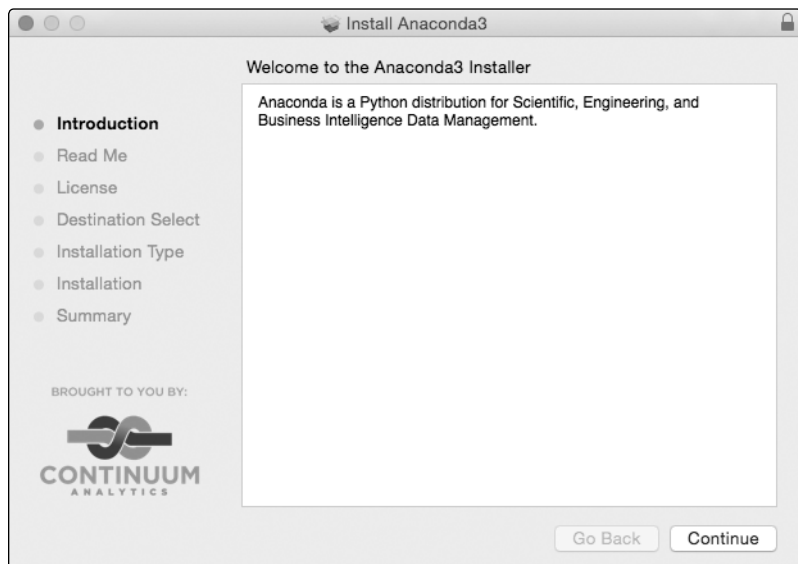 Install Anaconda3
Welcome to the Anaconda3 Installer
Introduction
Read Me
License
Destination Select
Installation Type
Installation
Summary
BROUGHT TO YOU BY:
CONTINUUM
ANALYTICS
Anaconda is a Python distribution for Scientific, Engineering, and
Business Intelligence Data Management.
Go Back
Continue